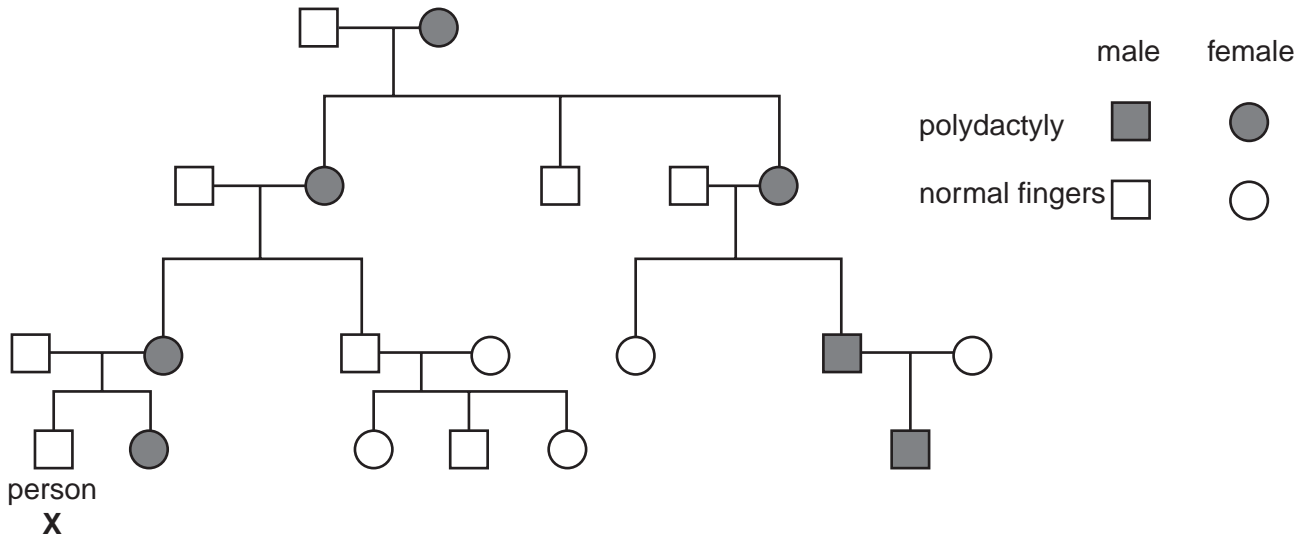 male female
polydactyly
normal fingers
person
X